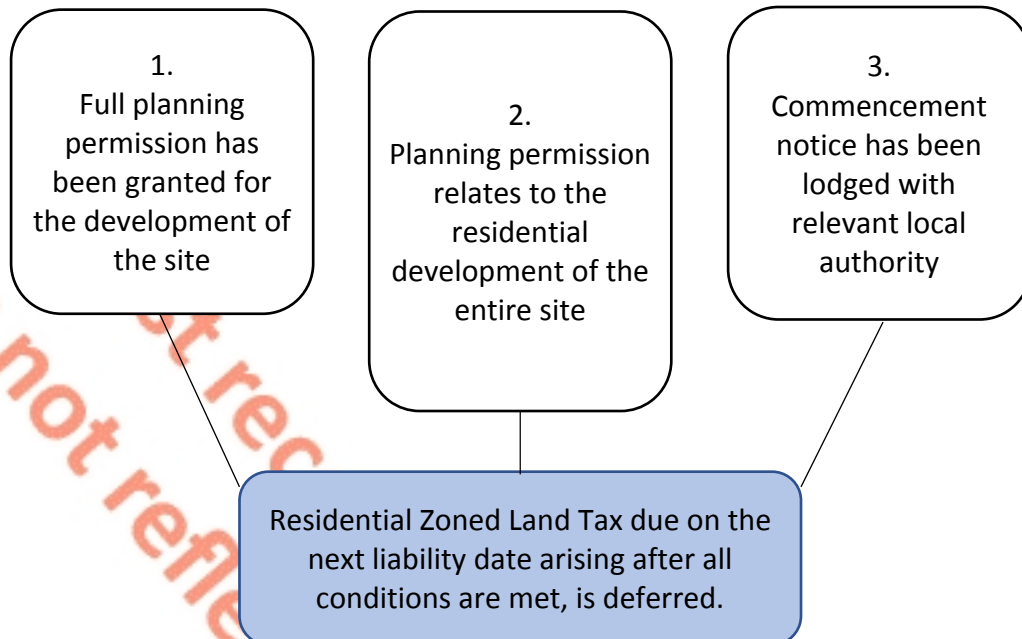 1.
Full planning
permission has
been granted for
the development of
the site
2.
Planning permission
relates to the
residential
development of the
entire site
3.
Commencement
notice has been
lodged with
relevant local
authority
not
Residential Zoned Land Tax due on the
next liability date arising after all
conditions are met, is deferred.